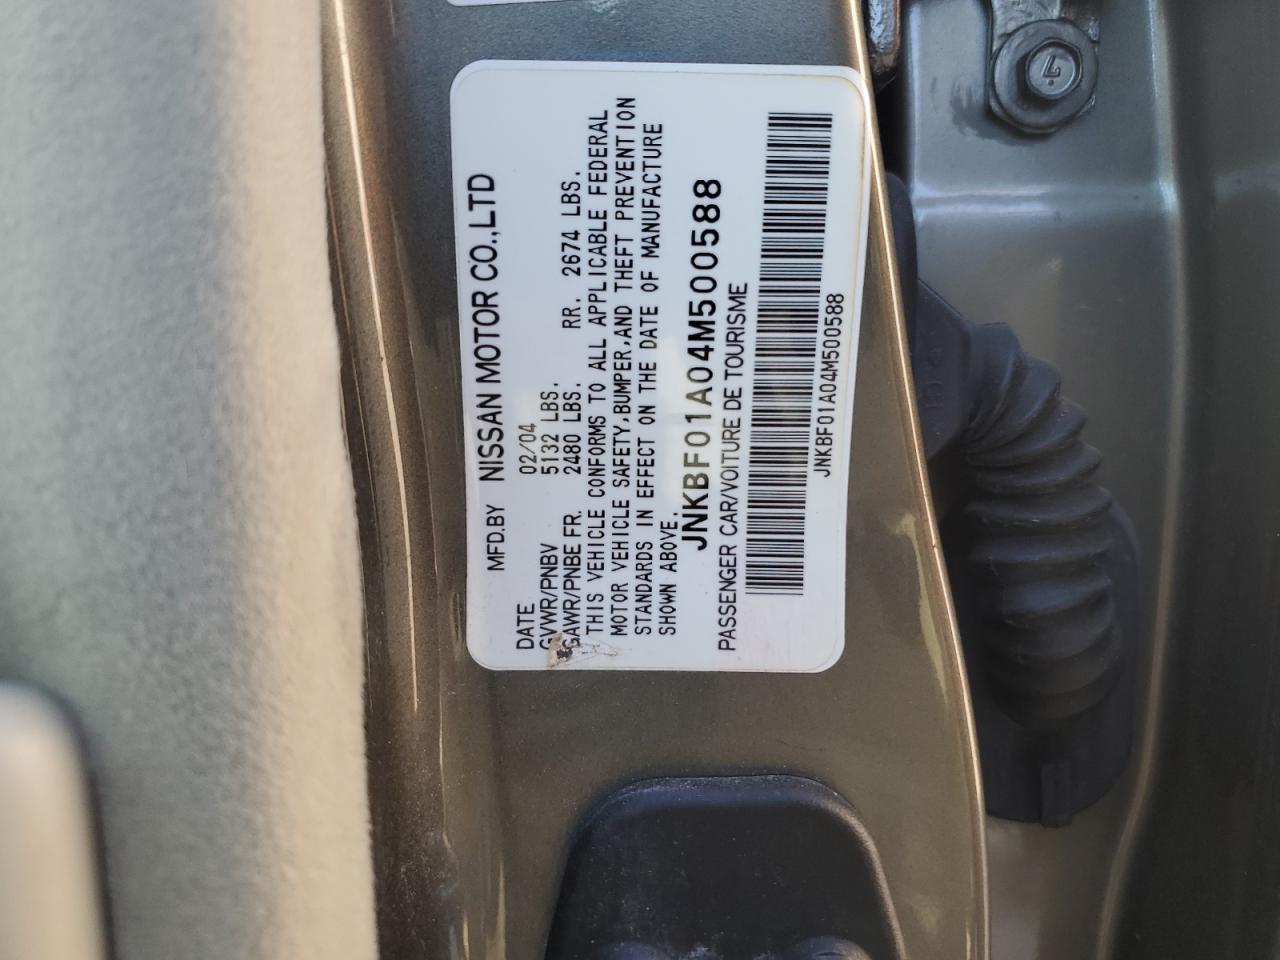 MFD.BY NISSAN MOTOR CO.,LTD
DATE 02/04
GVWR/PNBV 5132 LBS.
GAWR/PNBE FR. 2480 LBS. RR. 2674 LBS.
THIS VEHICLE CONFORMS TO ALL APPLICABLE FEDERAL
MOTOR VEHICLE SAFETY,BUMPER,AND THEFT PREVENTION
STANDARDS IN EFFECT ON THE DATE OF MANUFACTURE
SHOWN ABOVE.
JNKBF01A04M500588
PASSENGER CAR/VOITURE DE TOURISME
JNKBF01A04M500588